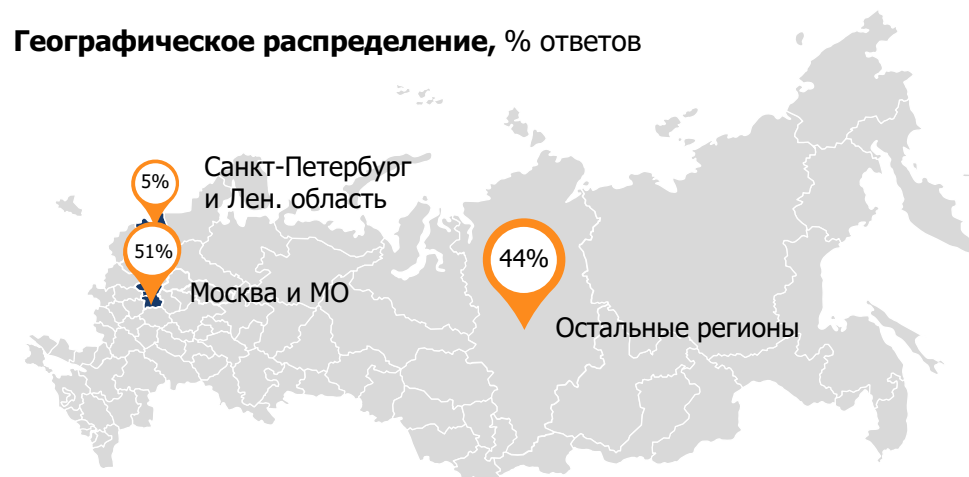 Географическое распределение, % ответов
5%
Санкт-Петербург
и Лен. область
51%
Москва и МО
44%
Остальные регионы